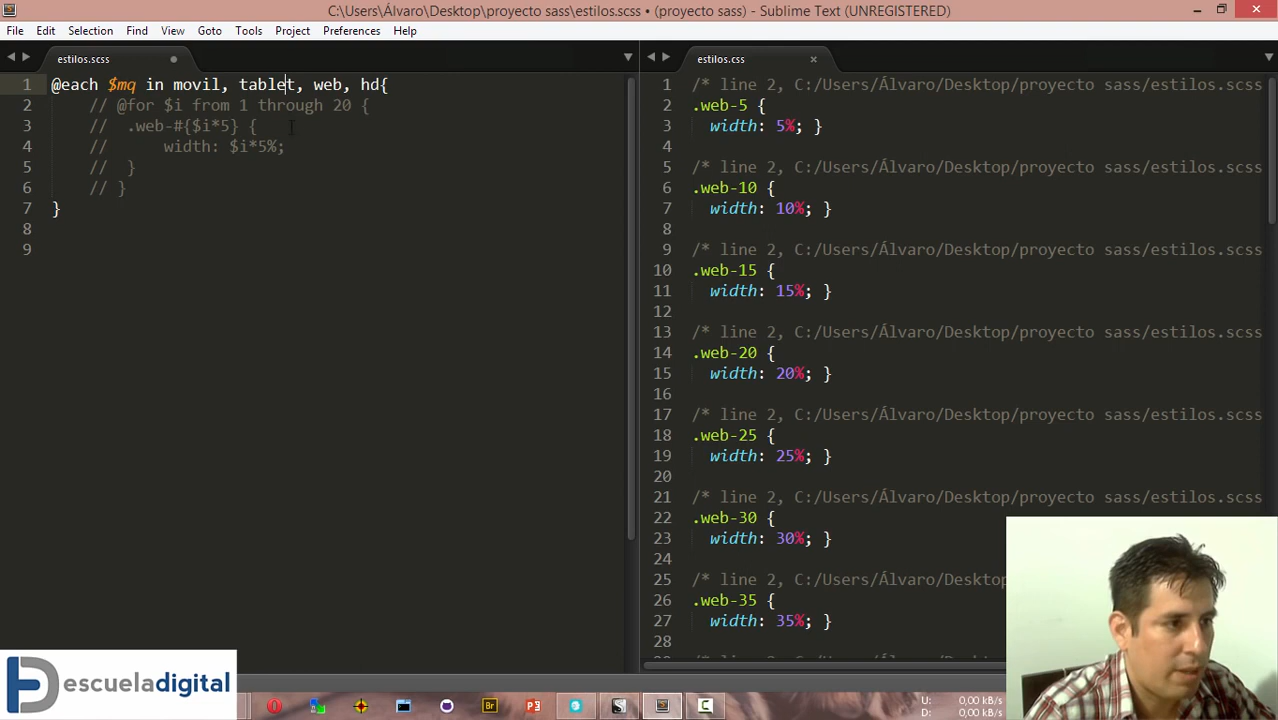 C:\Users\Álvaro\Desktop\proyecto sass\estilos.scss • (proyecto sass) - Sublime Text (UNREGISTERED)
File Edit Selection Find View Goto Tools Project Preferences Help
estilos.scss
1 @each $mq in movil, tablet, web, hd{
2 // @for $i from 1 through 20 {
3 // .web-#{$i*5} {
4 // width: $i*5%;
5 // }
6 // }
7 }
8
9
estilos.css
1 /* line 2, C:/Users/Álvaro/Desktop/proyecto sass/estilos.scss
2 .web-5 {
3 width: 5%; }
4
5 /* line 2, C:/Users/Álvaro/Desktop/proyecto sass/estilos.scss
6 .web-10 {
7 width: 10%; }
8
9 /* line 2, C:/Users/Álvaro/Desktop/proyecto sass/estilos.scss
10 .web-15 {
11 width: 15%; }
12
13 /* line 2, C:/Users/Álvaro/Desktop/proyecto sass/estilos.scss
14 .web-20 {
15 width: 20%; }
16
17 /* line 2, C:/Users/Álvaro/Desktop/proyecto sass/estilos.scss
18 .web-25 {
19 width: 25%; }
20
21 /* line 2, C:/Users/Álvaro/Desktop/proyecto sass/estilos.scss
22 .web-30 {
23 width: 30%; }
24
25 /* line 2, C:/Users/Álvaro/Desktop
26 .web-35 {
27 width: 35%; }
28
escueladigital
Br
U: 0,00 kB/s
D: 0,00 kB/s